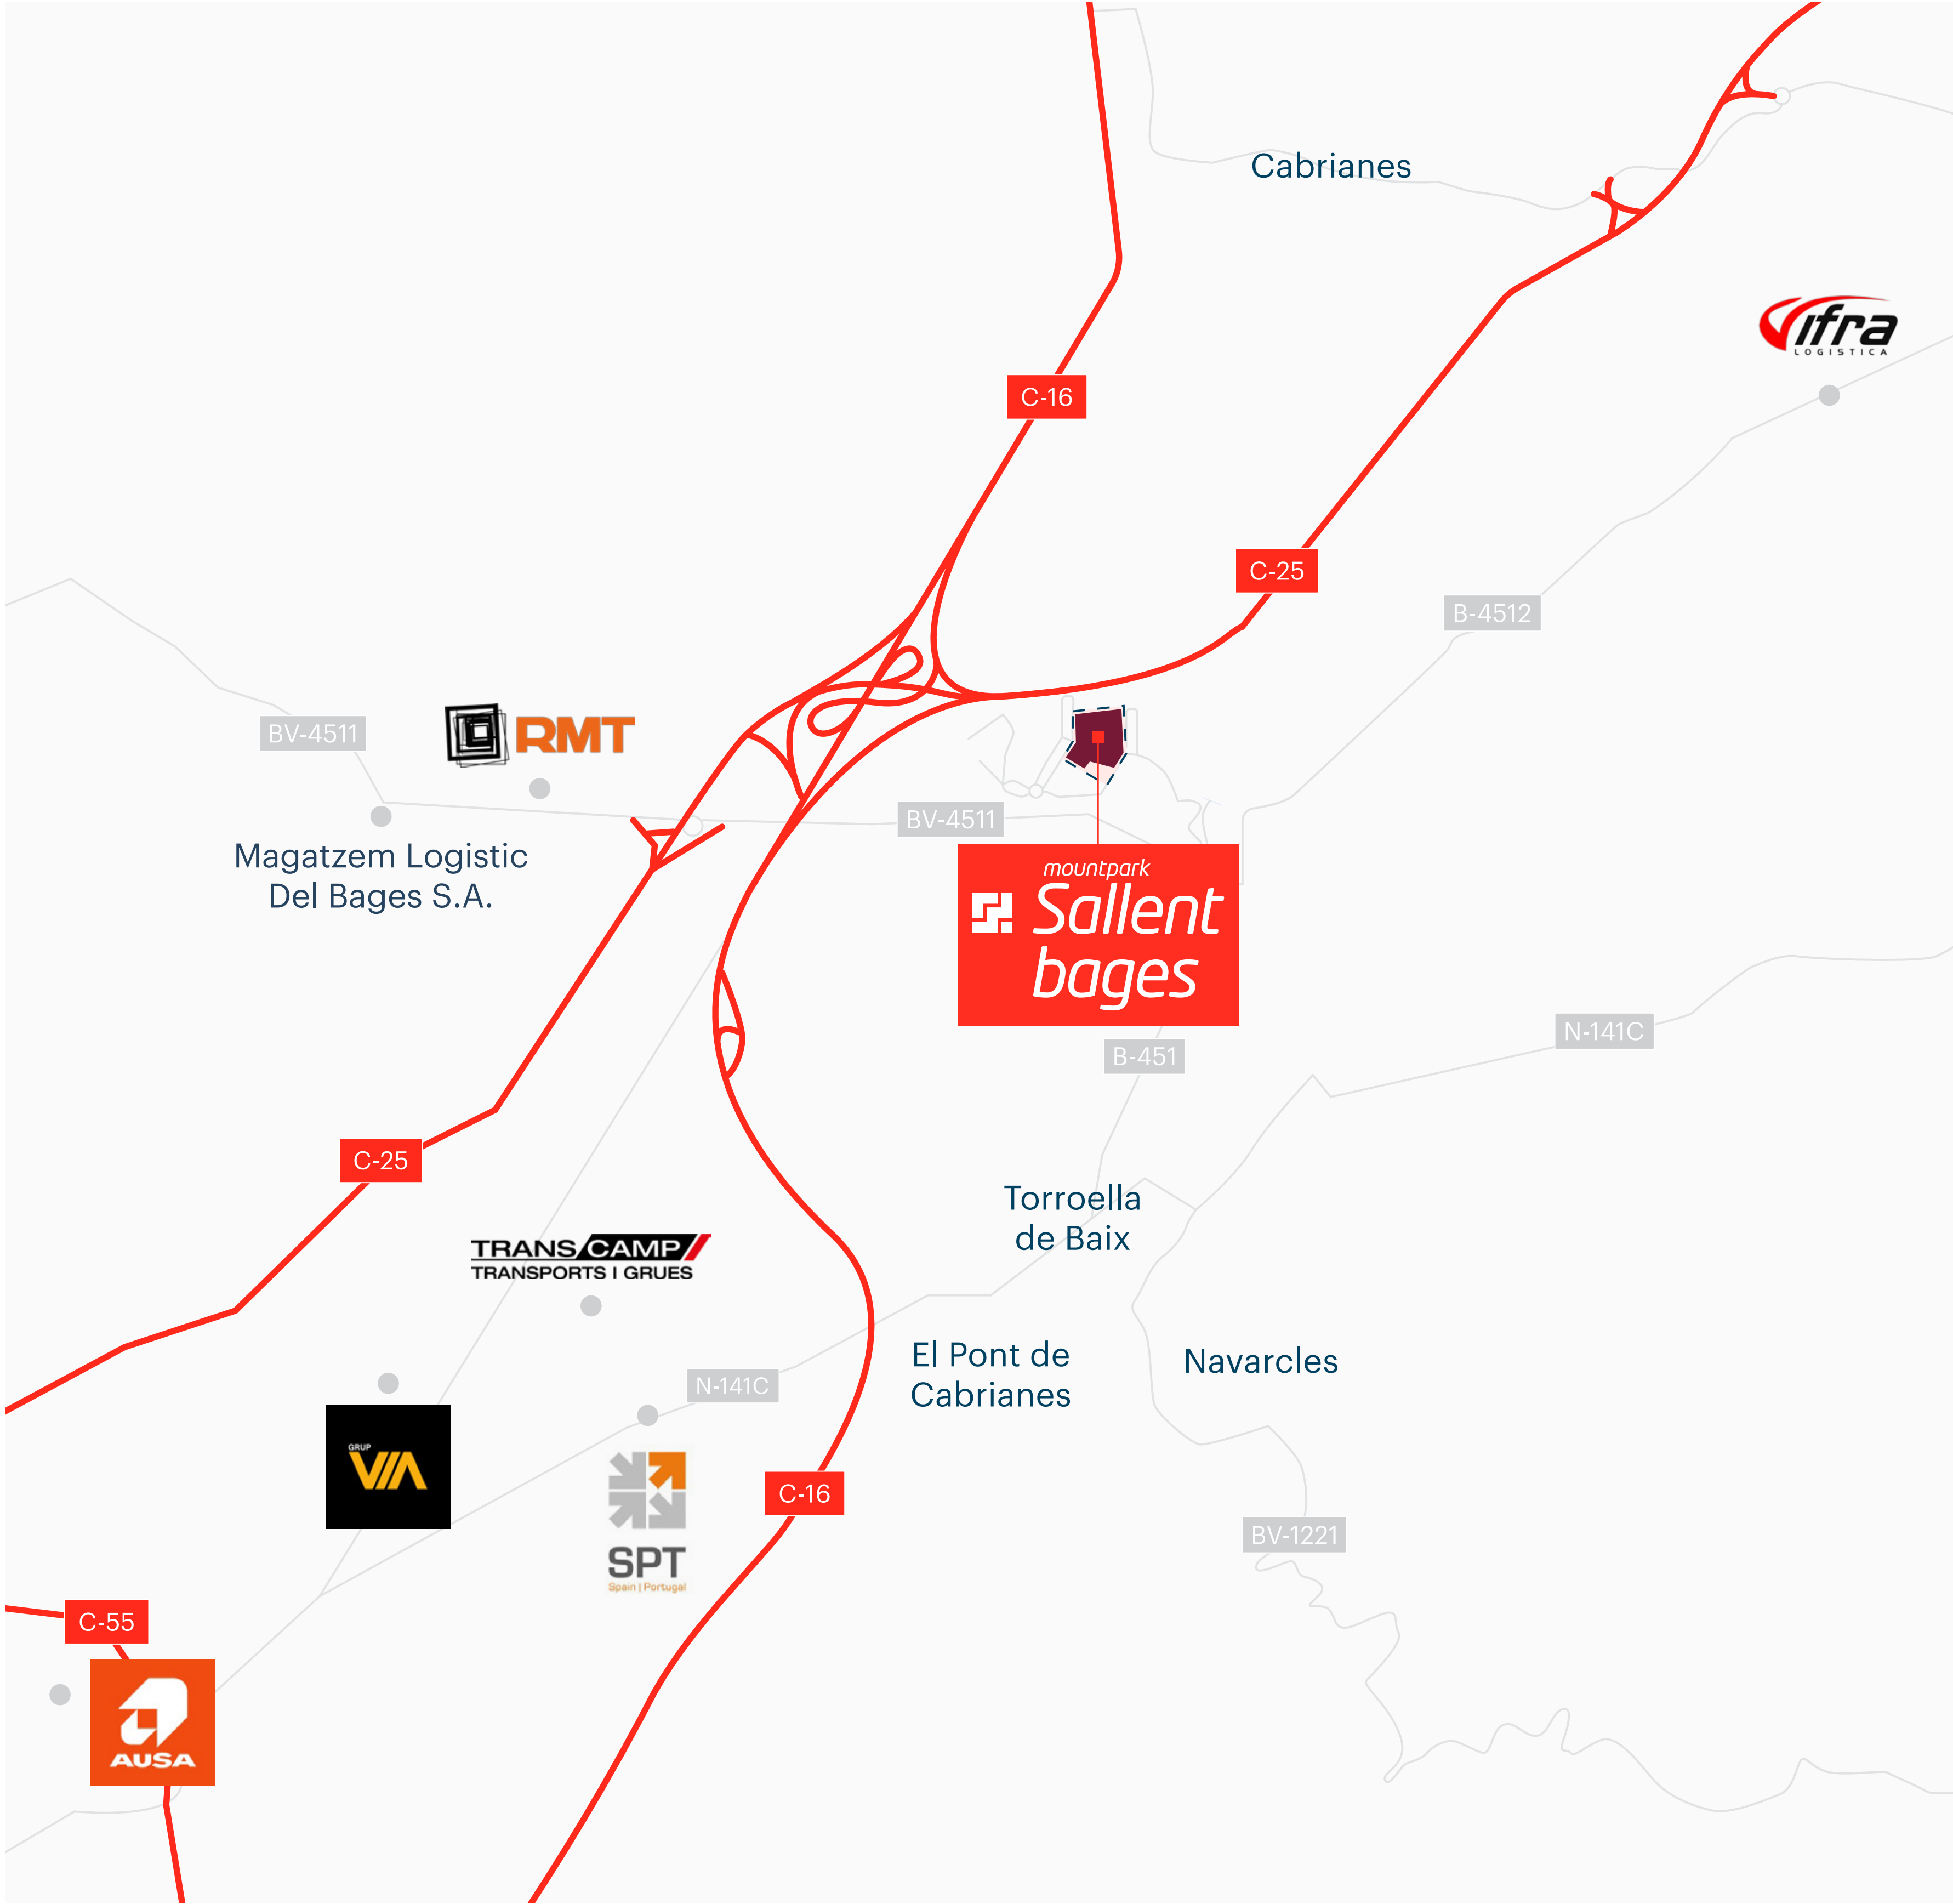 Cabrianes
ifra
LOGISTICA
C-16
C-25
B-4512
BV-4511
RMT
BV-4511
Magatzem Logistic
Del Bages S.A.
mountpark
Sallent
bages
N-141C
B-451
C-25
Torroella
de Baix
TRANSCAMP
TRANSPORTS I GRUES
El Pont de
Cabrianes
Navarcles
N-141C
GRUP
VIA
C-16
BV-1221
SPT
Spain | Portugal
C-55
AUSA